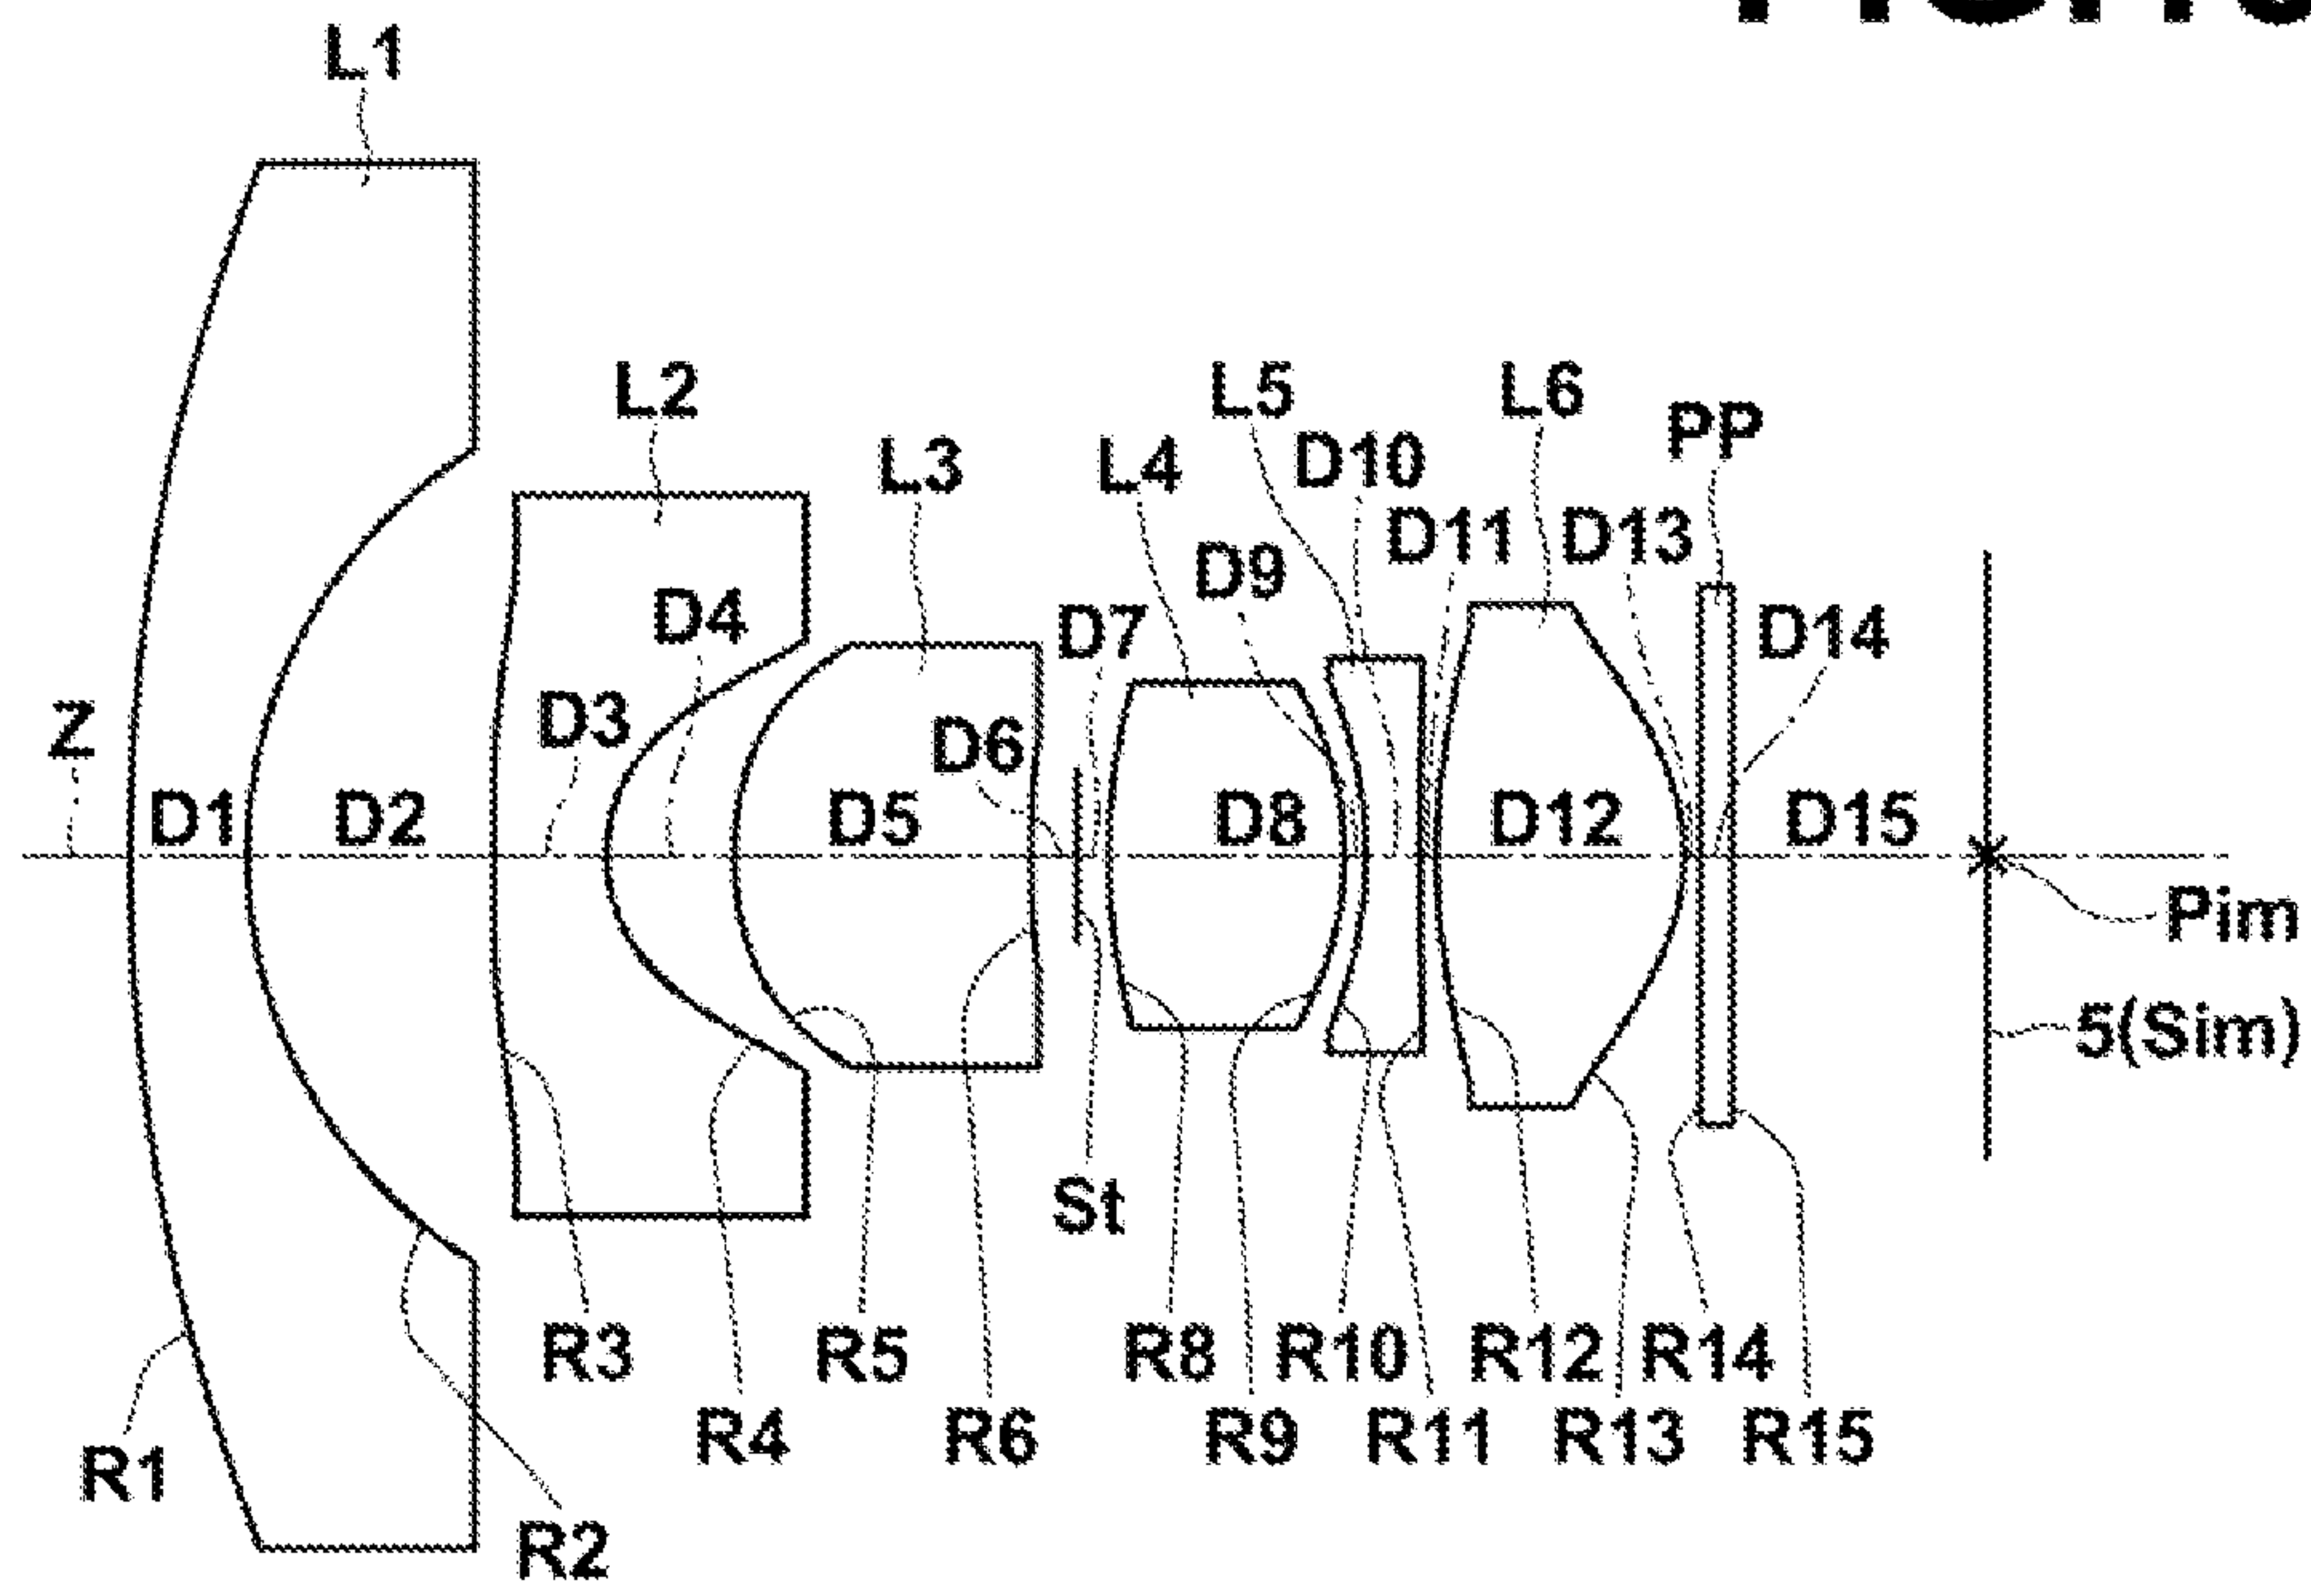 L1
L2
L5
L6
PP
L3
L4
D10
D11
D13
D9
D4
D7
D14
Z
D3
D6
D1
D2
D5
D8
D12
D15
Pim
5(Sim)
St
R3
R5
R8
R10
R12
R14
R4
R6
R9
R11
R13
R15
R1
R2